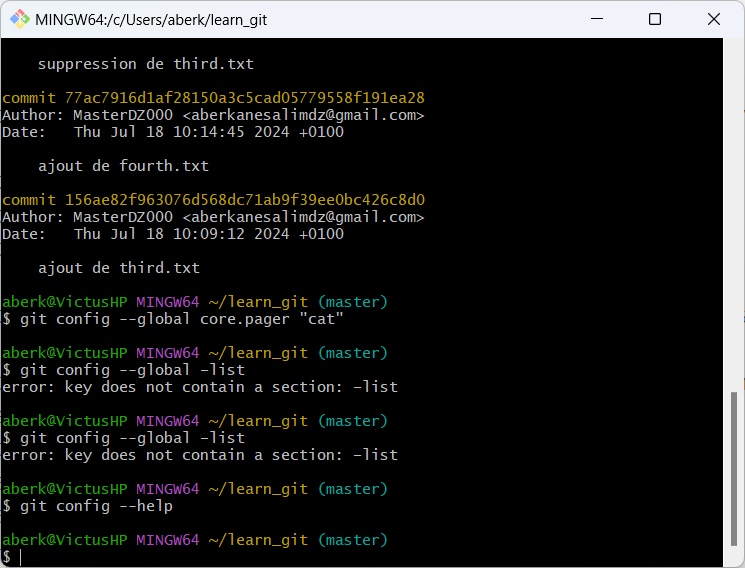 MINGW64:/c/Users/aberk/learn_git
suppression de third.txt
commit 77ac7916d1af28150a3c5cad05779558f191ea28
Author: MasterDZ000 <aberkanesalimdz@gmail.com>
Date:   Thu Jul 18 10:14:45 2024 +0100
ajout de fourth.txt
commit 156ae82f963076d568dc71ab9f39ee0bc426c8d0
Author: MasterDZ000 <aberkanesalimdz@gmail.com>
Date:   Thu Jul 18 10:09:12 2024 +0100
ajout de third.txt
aberk@VictusHP MINGW64 ~/learn_git (master)
$ git config --global core.pager "cat"
aberk@VictusHP MINGW64 ~/learn_git (master)
$ git config --global –list
error: key does not contain a section: –list
aberk@VictusHP MINGW64 ~/learn_git (master)
$ git config --global –list
error: key does not contain a section: –list
aberk@VictusHP MINGW64 ~/learn_git (master)
$ git config --help
aberk@VictusHP MINGW64 ~/learn_git (master)
$